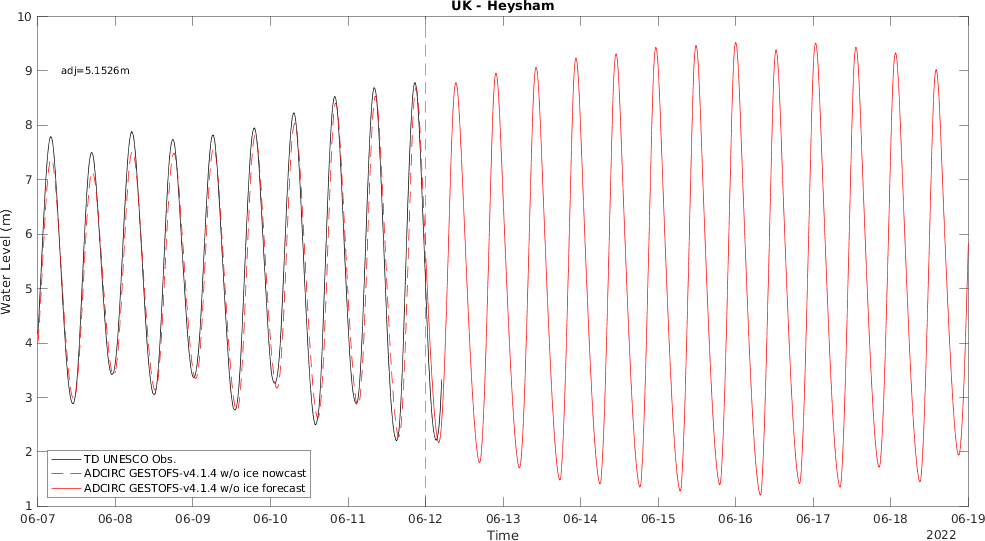 UK - Heysham
10
9
8
7
6
5
4
3
2
1
Water Level (m)
adj=5.1526m
TD UNESCO Obs.
ADCIRC GESTOFS-v4.1.4 w/o ice nowcast
ADCIRC GESTOFS-v4.1.4 w/o ice forecast
06-07 06-08 06-09 06-10 06-11 06-12 06-13 06-14 06-15 06-16 06-17 06-18 06-19
Time
2022